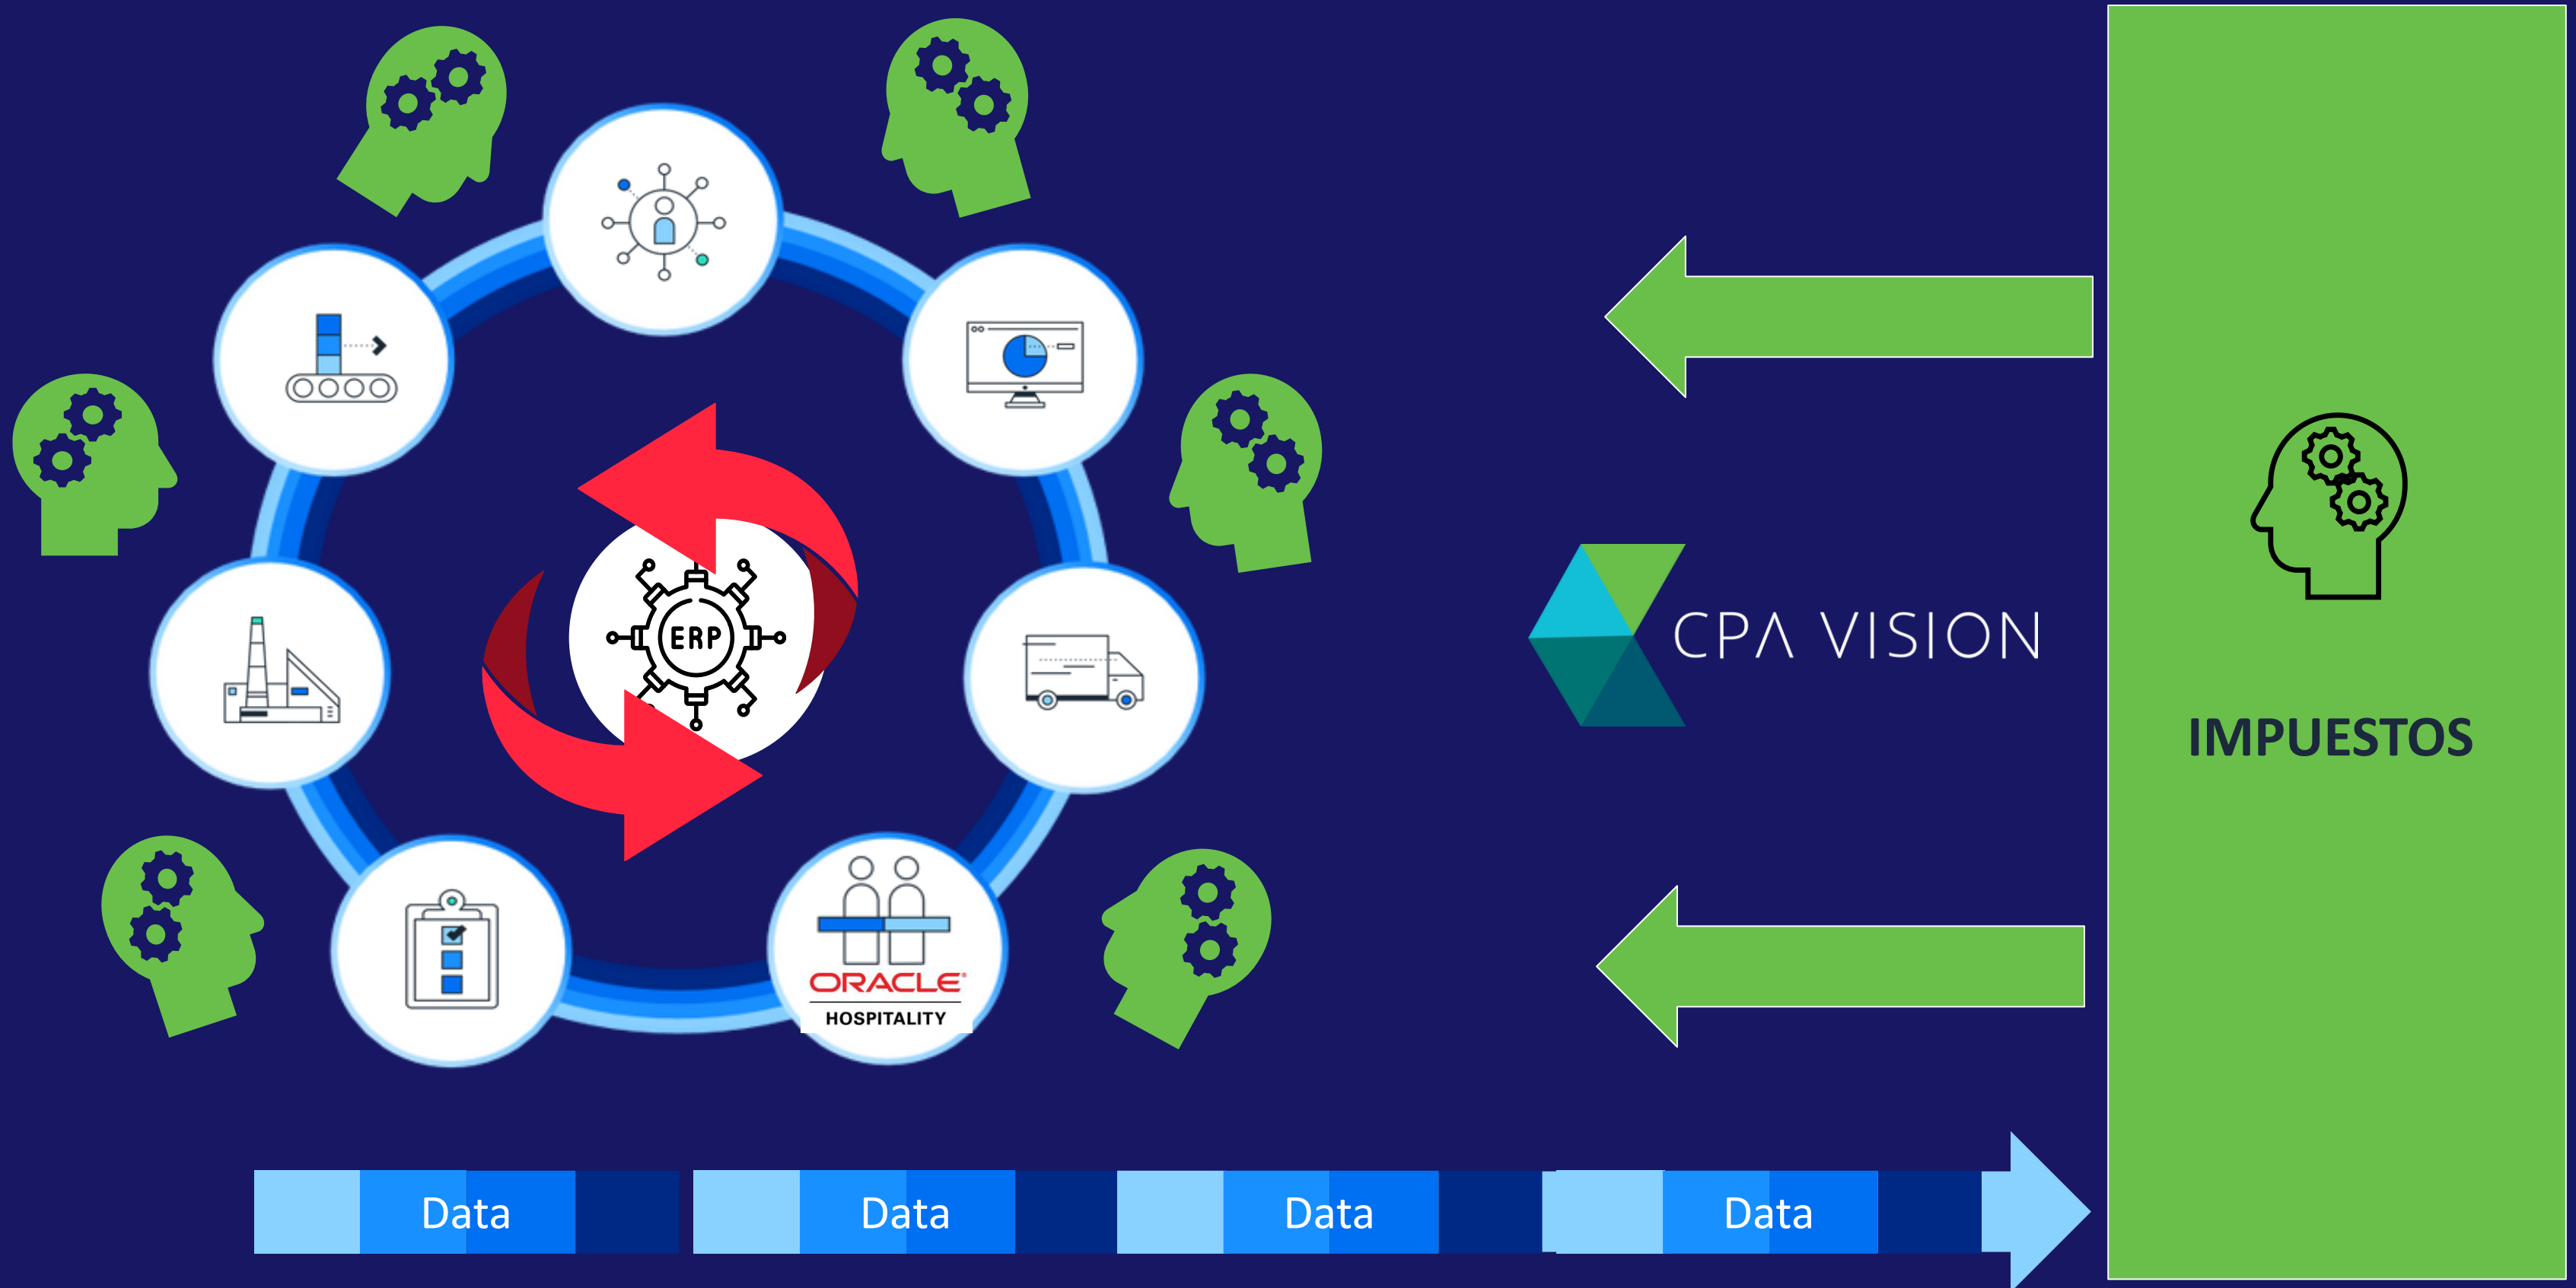 ERP
CPA VISION
IMPUESTOS
ORACLE
HOSPITALITY
Data
Data
Data
Data